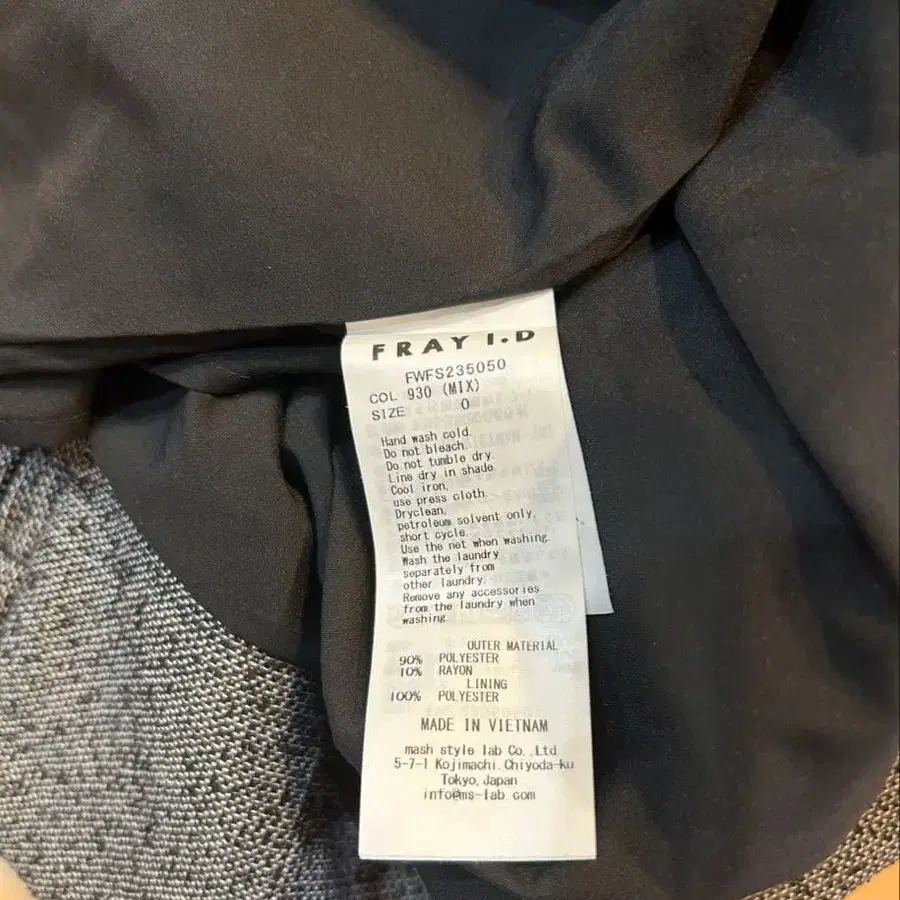 FRAY I.D
FWFS235050
COL 930 (MIX)
SIZE 0
Hand wash cold.
Do not bleach.
Do not tumble dry.
Line dry in shade
Cool iron,
use press cloth.
Dryclean,
petroleum solvent only,
short cycle.
Use the net when washing.
Wash the laundry
separately from
other laundry.
Remove any accessories
from the laundry when
washing.
OUTER MATERIAL
90% POLYESTER
10% RAYON
LINING
100% POLYESTER
MADE IN VIETNAM
mash style lab Co.,Ltd
5-7-1 Kojimachi,Chiyoda-ku
Tokyo,Japan
info@ms-lab.com